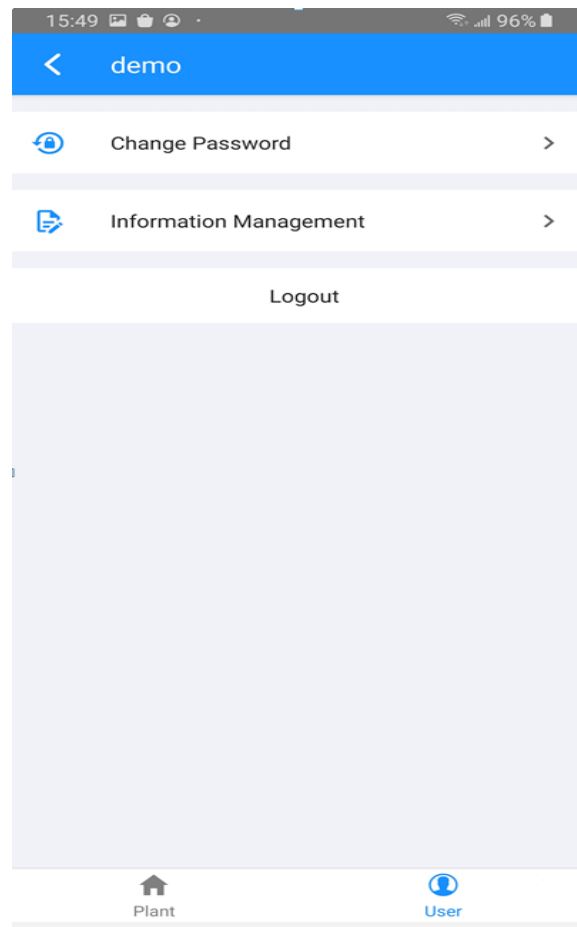 15:49 96%
demo
Change Password
Information Management
Logout
Plant User